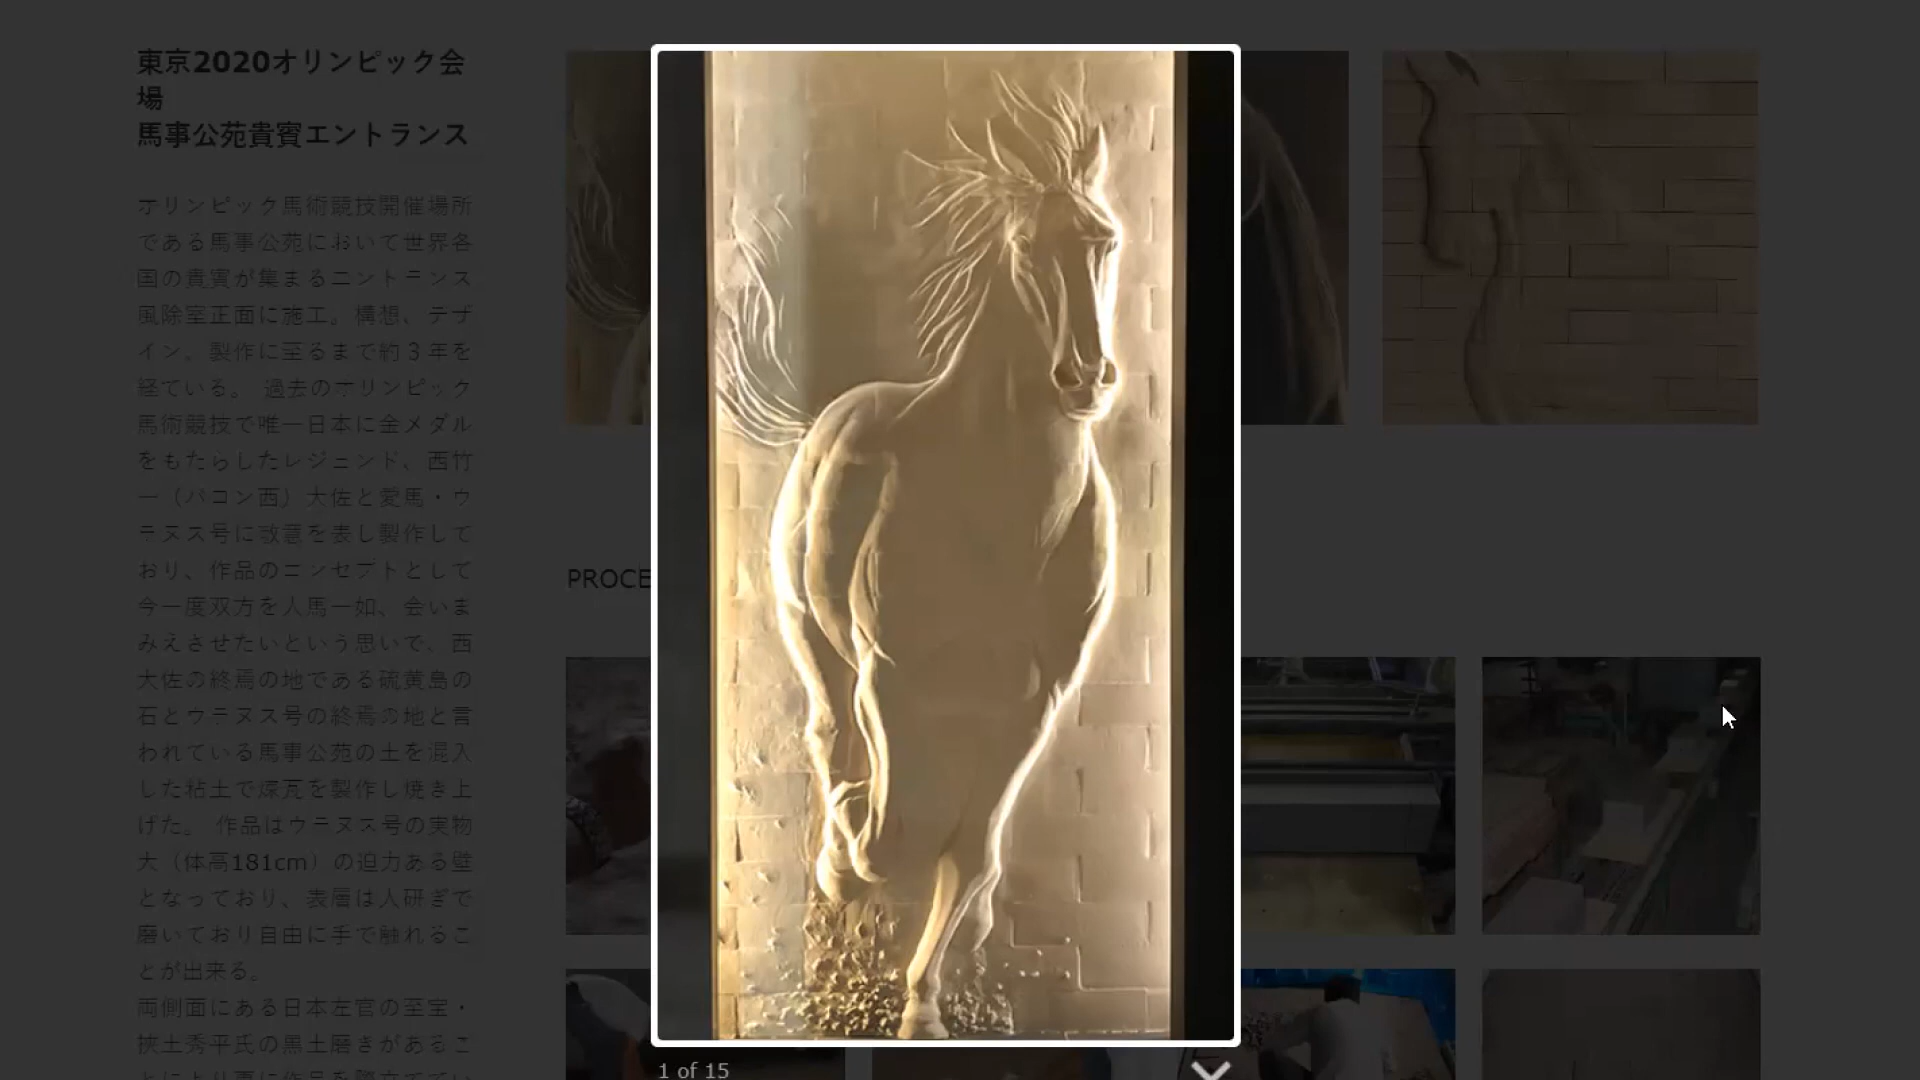 東京2020オリンピック会
場
馬事公苑貴賓エントランス
オリンピック馬術競技開催場所
である馬事公苑において世界各
国の貴賓が集まるエントランス
風除室正面に施工。構想、デザ
イン、製作に至るまで約３年を
経ている。 過去のオリンピック
馬術競技で唯一日本に金メダル
をもたらしたレジェンド、西竹
一（バロン西）大佐と愛馬・ウ
ラヌス号に敬意を表し製作して
おり、作品のコンセプトとして
今一度双方を人馬一如、会いま
みえさせたいという思いで、西
大佐の終焉の地である硫黄島の
石とウラヌス号の終焉の地と言
われている馬事公苑の土を混入
した粘土で煉瓦を製作し焼き上
げた。 作品はウラヌス号の実物
大（体高181cm）の迫力ある壁
となっており、表層は人研ぎで
磨いており自由に手で触れるこ
とが出来る。
両側面にある日本左官の至宝・
挾土秀平氏の黒土磨きがあるこ
とにより更に作品を際立ててい
PROCE
1 of 15